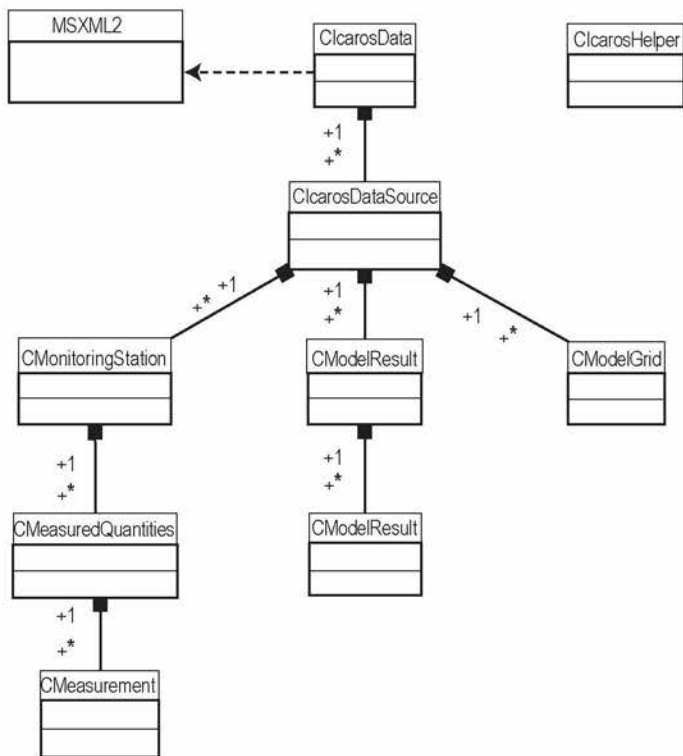 MSXML2
CIcarosData
CIcarosHelper
+1
+*
CIcarosDataSource
+* +1
+1
+*
+1
+*
CMonitoringStation
CModelResult
CModelGrid
+1
+*
+1
+*
CMeasuredQuantities
CModelResult
+1
+*
CMeasurement